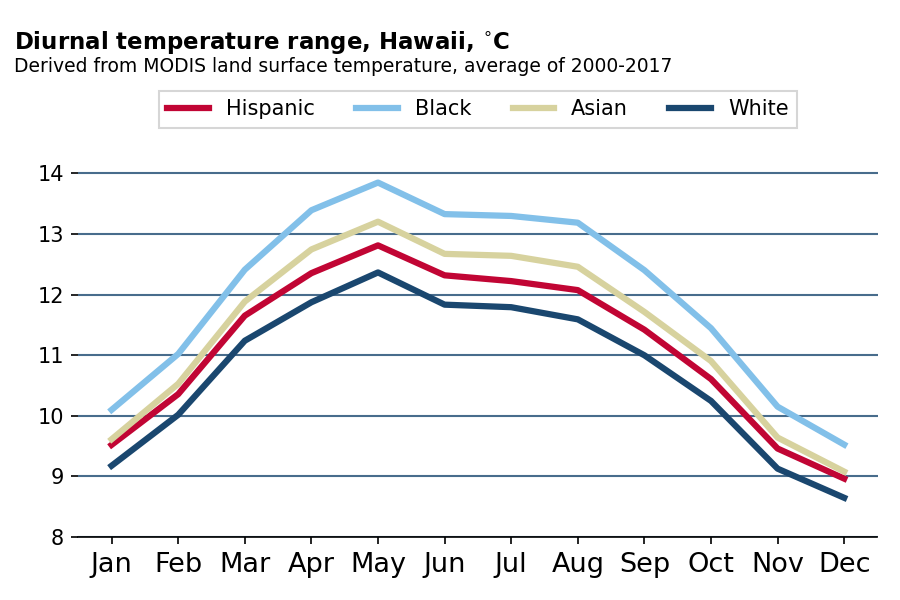 Diurnal temperature range, Hawaii, °C
Derived from MODIS land surface temperature, average of 2000-2017
Hispanic Black Asian White
14
13
12
11
10
9
8
Jan Feb Mar Apr May Jun Jul Aug Sep Oct Nov Dec